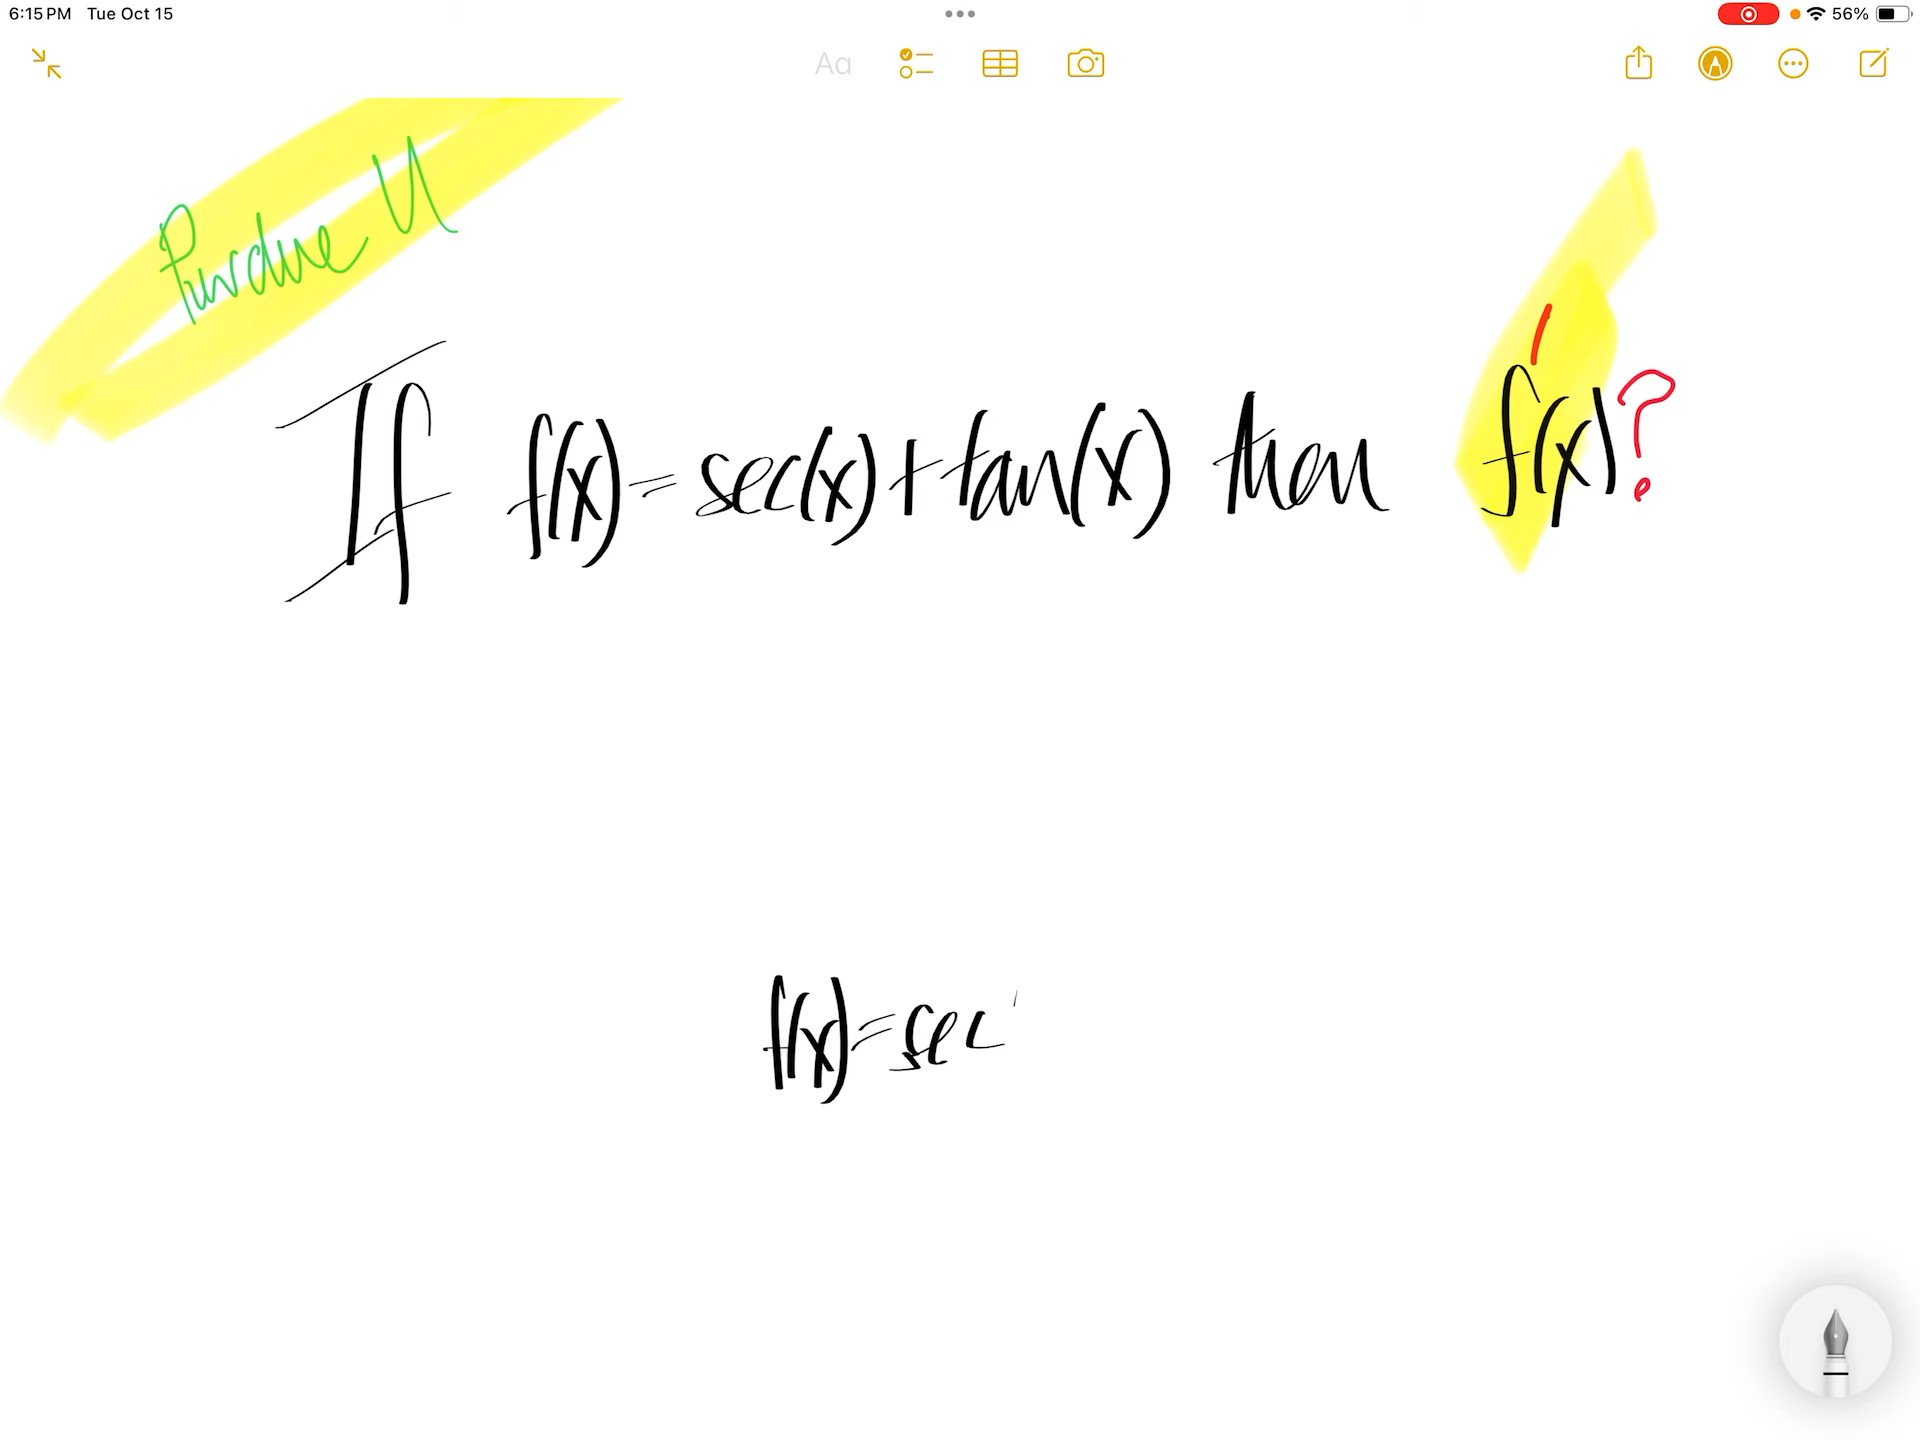 6:15 PM Tue Oct 15
56%
Aa
Purdue U
If f(x) = sec(x) + tan(x) then f'(x)?
f(x) = sec